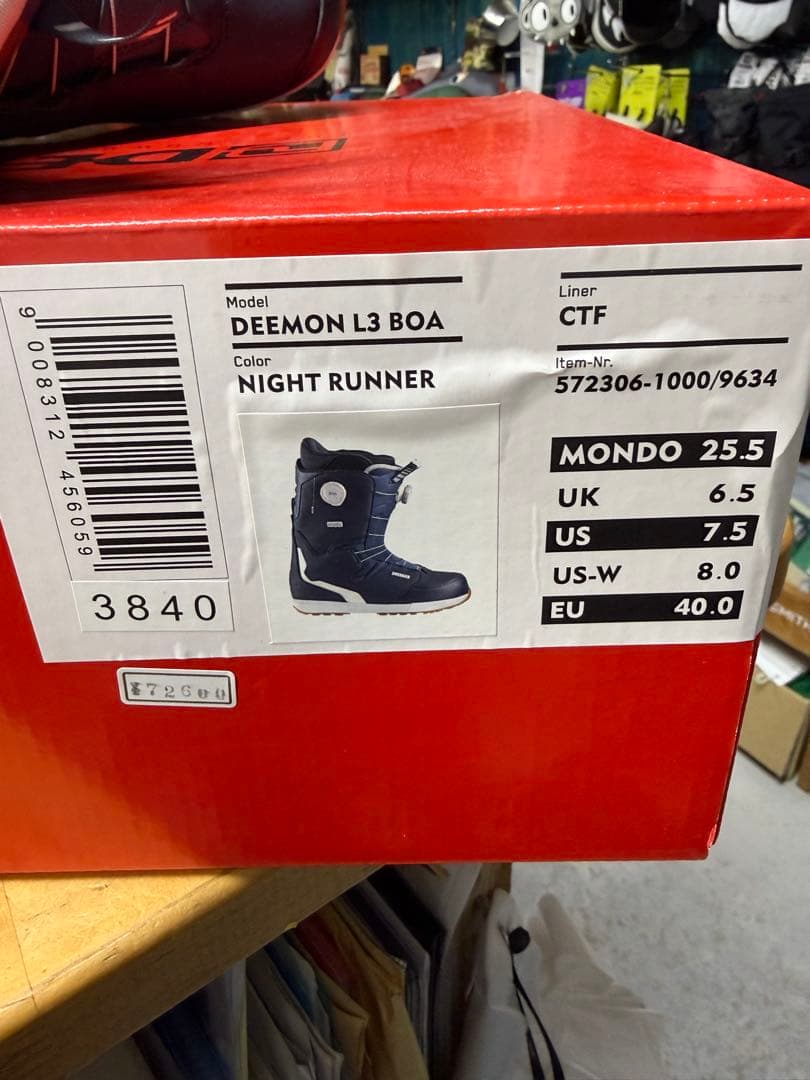 Model
DEEMON L3 BOA
Color
NIGHT RUNNER
Liner
CTF
Item-Nr.
572306-1000/9634
MONDO 25.5
UK 6.5
US 7.5
US-W 8.0
EU 40.0
9 008312 456059
3840
¥72600